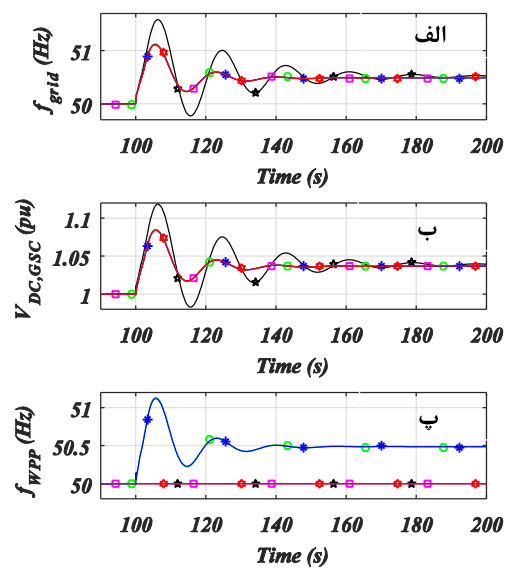 الف
51
50
f_grid (Hz)
100 120 140 160 180 200
Time (s)
ب
1.1
1.05
1
V_DC,GSC (pu)
100 120 140 160 180 200
Time (s)
پ
51
50.5
50
f_WPP (Hz)
100 120 140 160 180 200
Time (s)